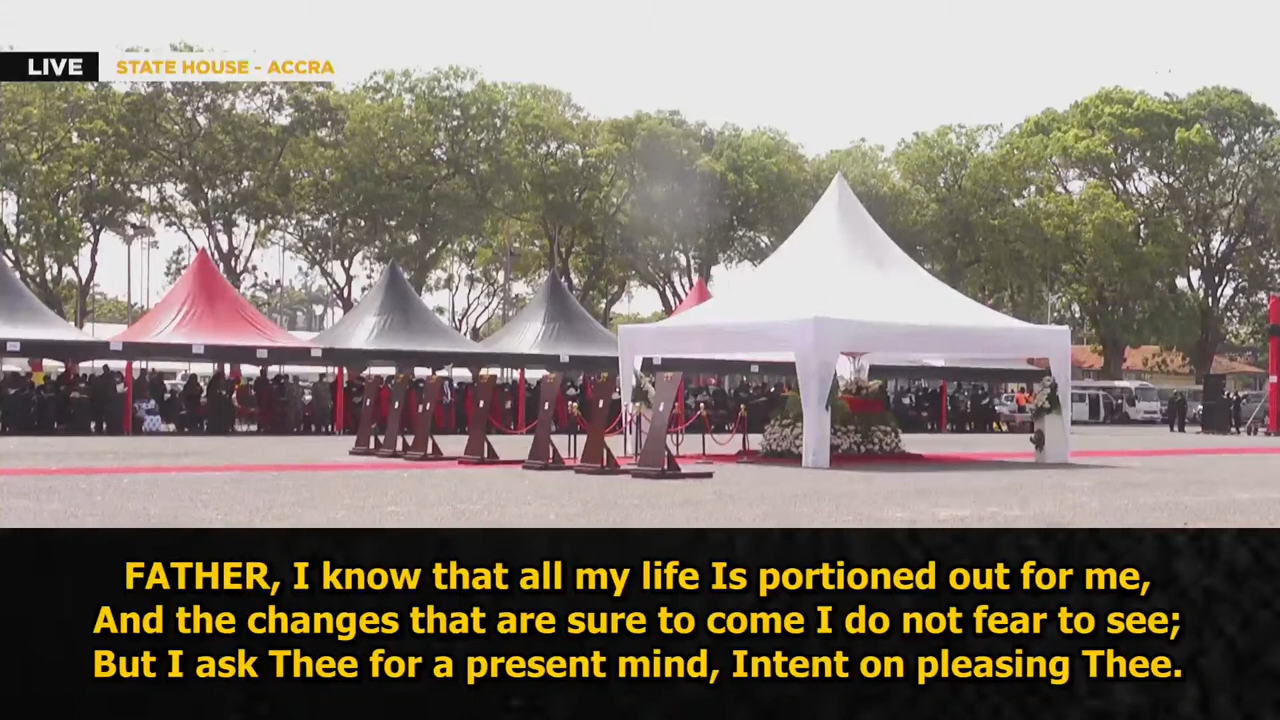 LIVE STATE HOUSE - ACCRA
FATHER, I know that all my life Is portioned out for me,
And the changes that are sure to come I do not fear to see;
But I ask Thee for a present mind, Intent on pleasing Thee.